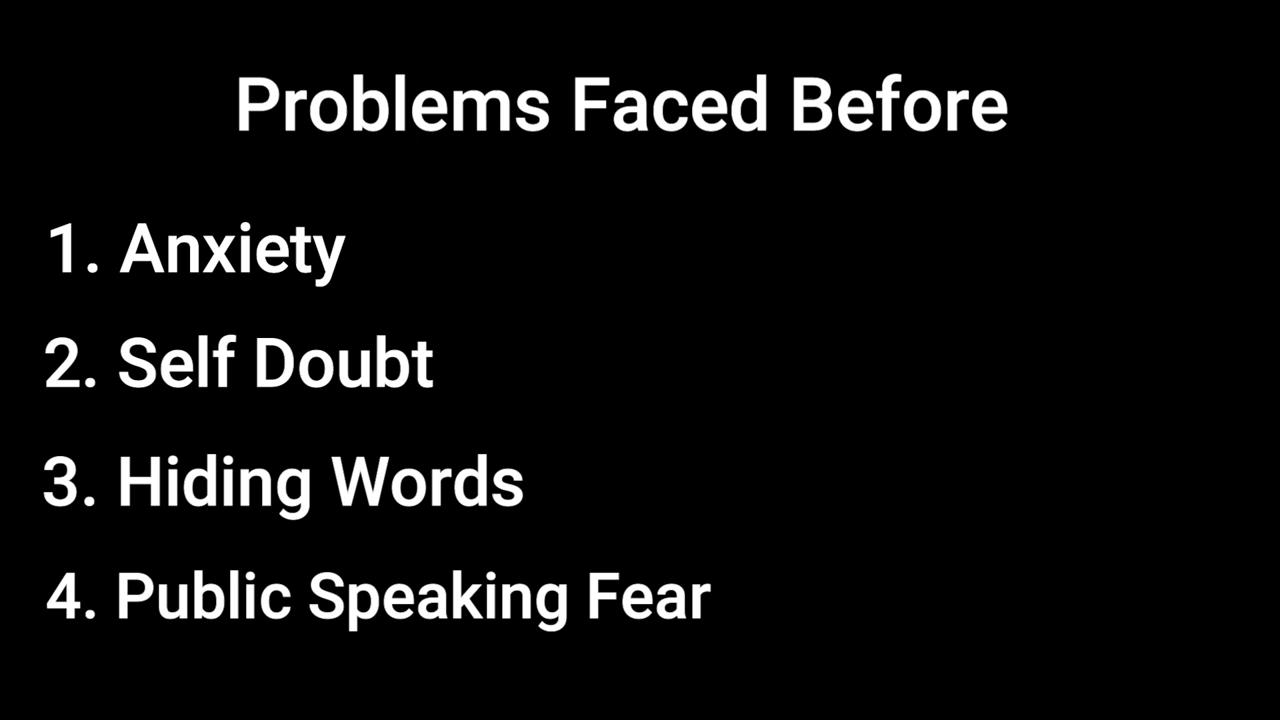 Problems Faced Before
1. Anxiety
2. Self Doubt
3. Hiding Words
4. Public Speaking Fear